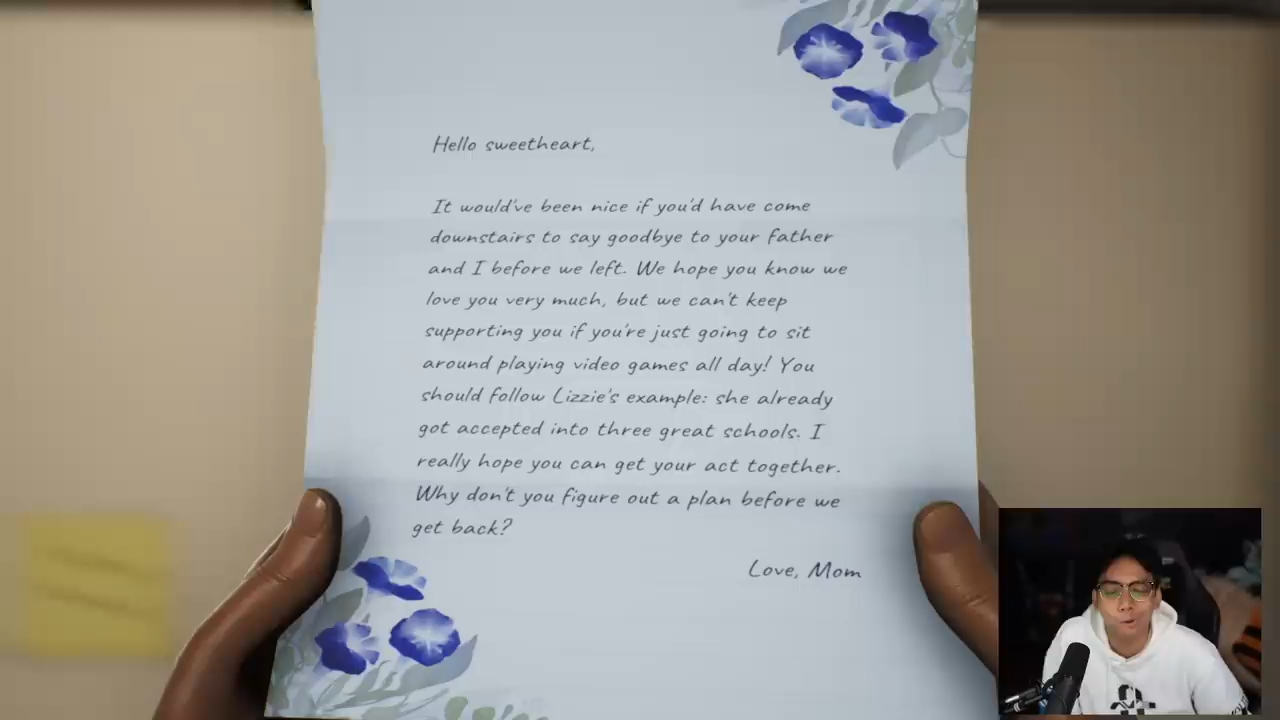 Hello sweetheart,
It would've been nice if you'd have come
downstairs to say goodbye to your father
and I before we left. We hope you know we
love you very much, but we can't keep
supporting you if you're just going to sit
around playing video games all day! You
should follow Lizzie's example: she already
got accepted into three great schools. I
really hope you can get your act together.
Why don't you figure out a plan before we
get back?
Love, Mom